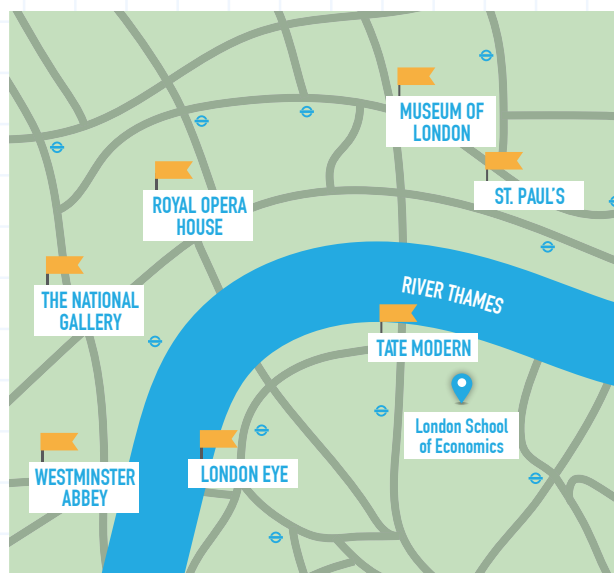 MUSEUM OF
LONDON
ST. PAUL'S
ROYAL OPERA
HOUSE
THE NATIONAL
GALLERY
RIVER THAMES
TATE MODERN
London School
of Economics
WESTMINSTER
ABBEY
LONDON EYE